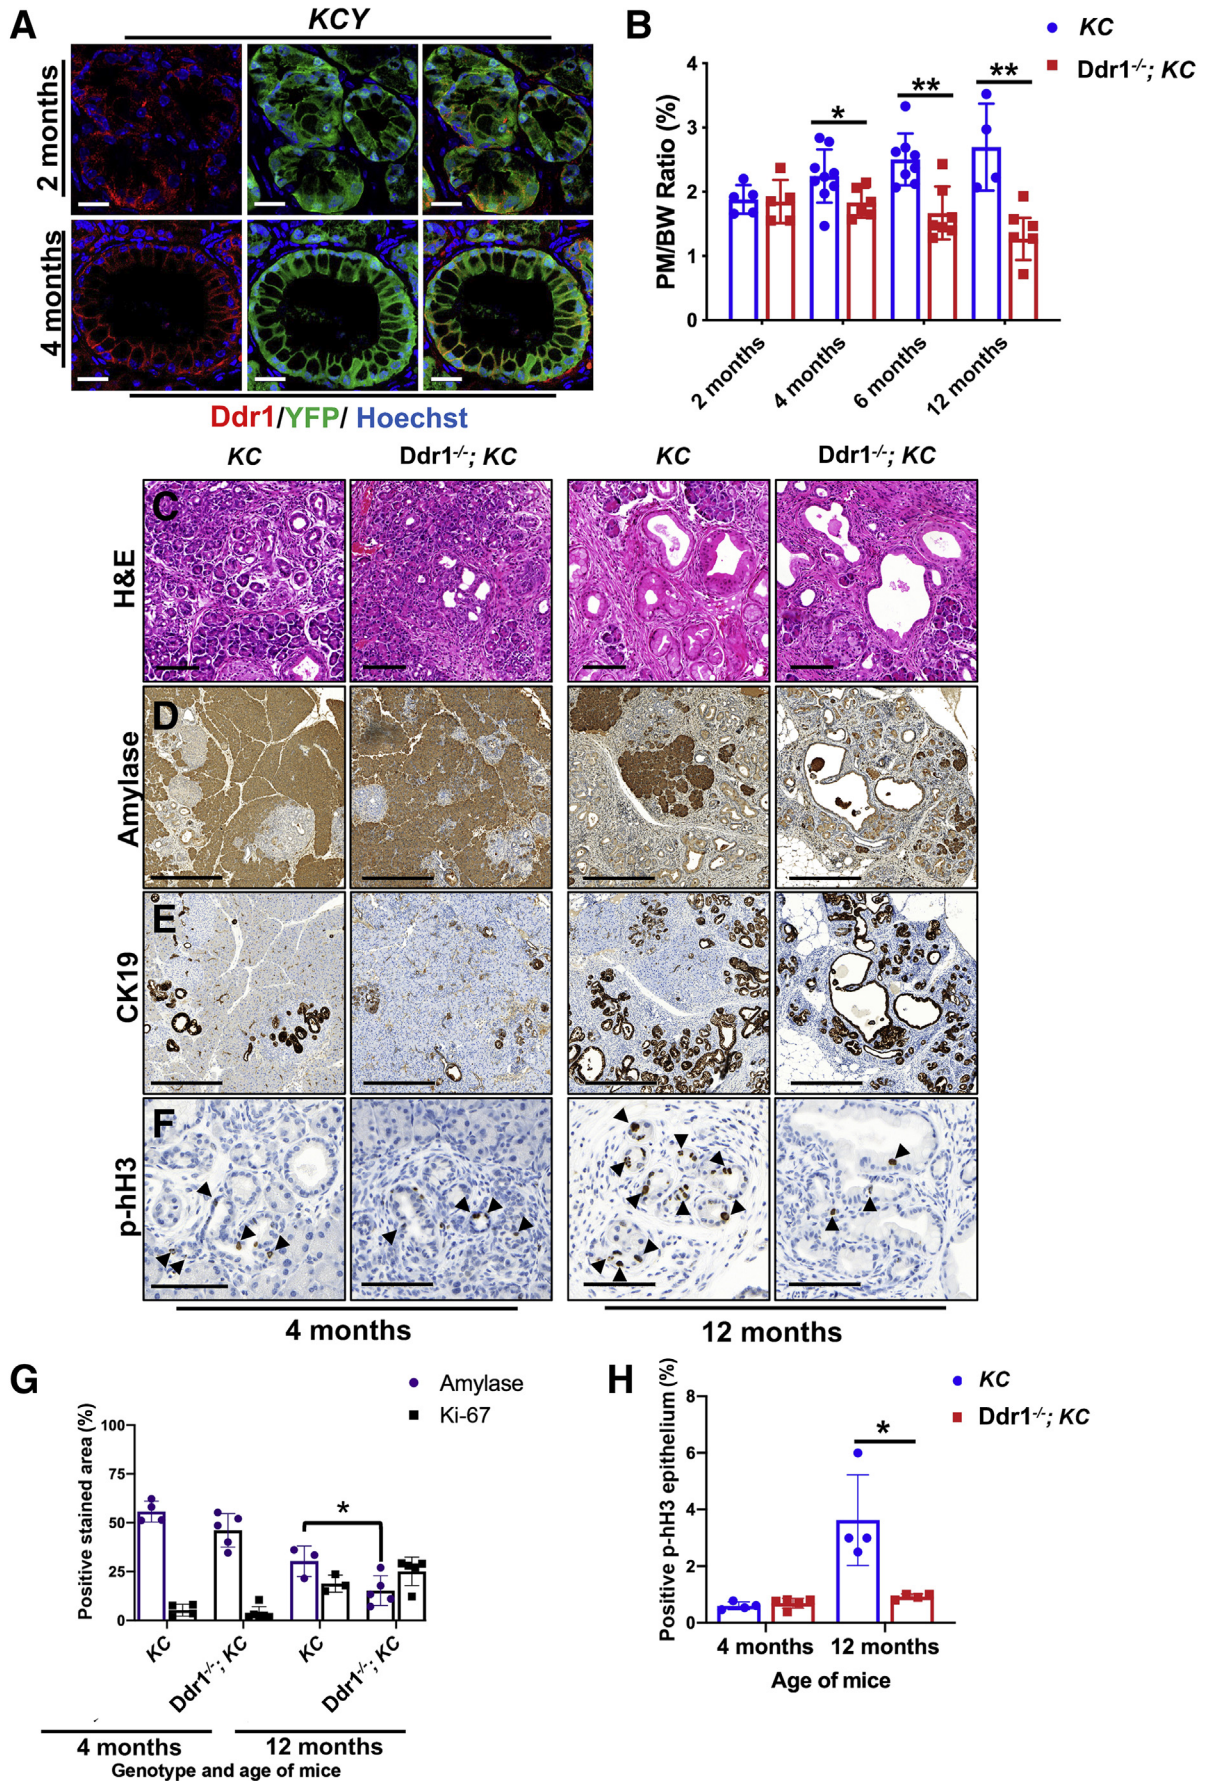 A
KCY
2 months
4 months
Ddr1/YFP/ Hoechst
B
KC
Ddr1-/-; KC
PM/BW Ratio (%)
4
3
2
1
0
*
**
**
2 months
4 months
6 months
12 months
KC
Ddr1-/-; KC
KC
Ddr1-/-; KC
C
H&E
D
Amylase
E
CK19
F
p-hH3
4 months
12 months
G
Amylase
Ki-67
Positive stained area (%)
100
75
50
25
0
*
KC
Ddr1-/-; KC
KC
Ddr1-/-; KC
4 months
12 months
Genotype and age of mice
H
KC
Ddr1-/-; KC
Positive p-hH3 epithelium (%)
8
6
4
2
0
*
4 months
12 months
Age of mice